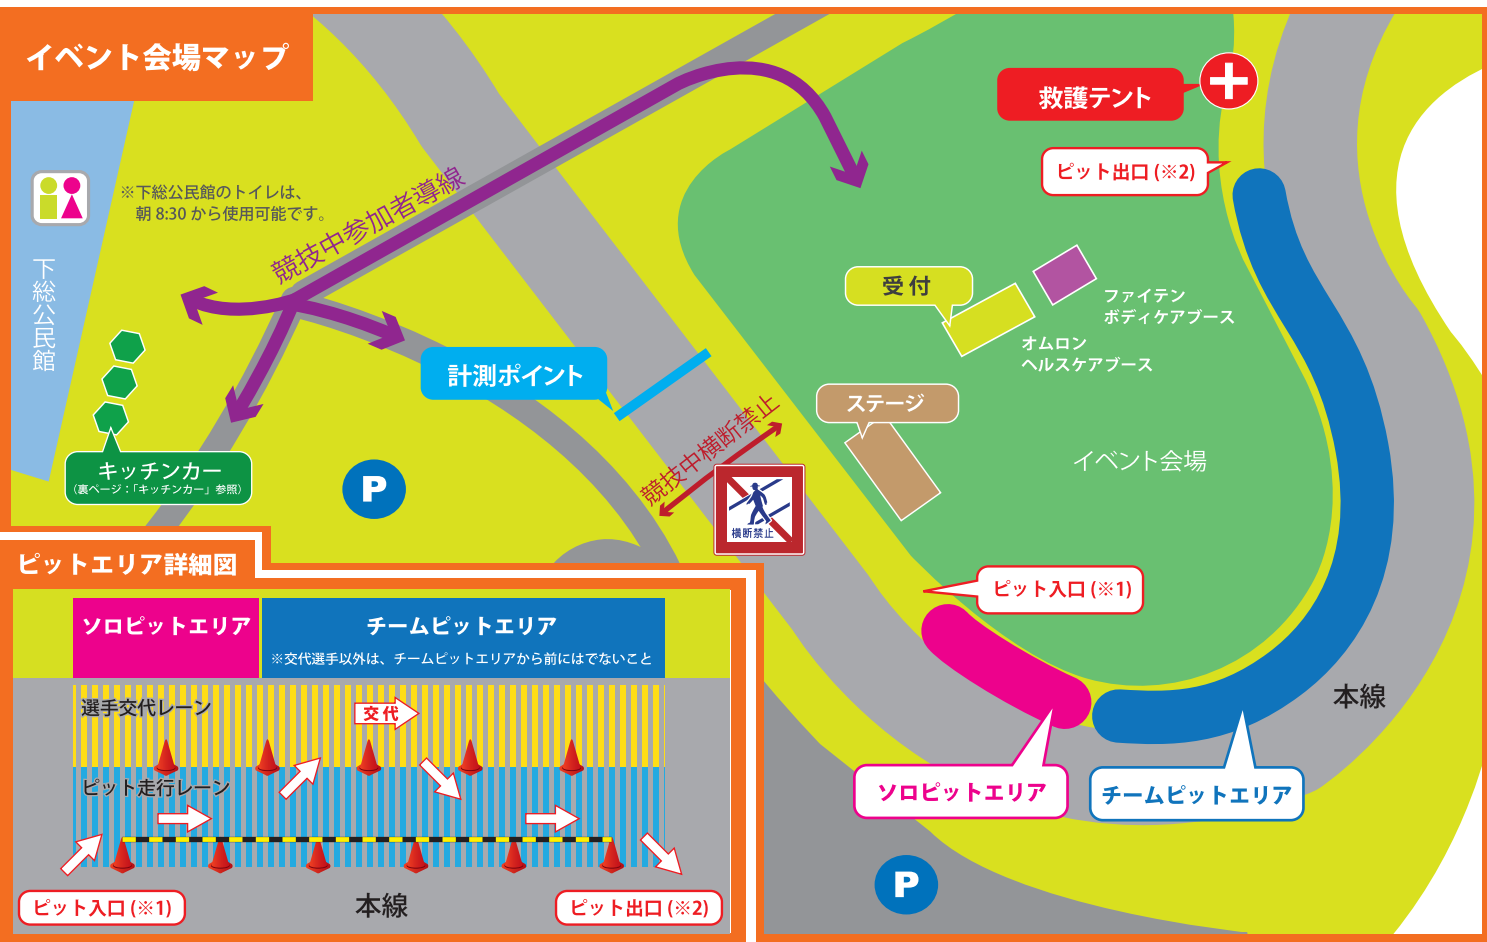 イベント会場マップ
※下総公民館のトイレは、
朝 8:30 から使用可能です。
下総公民館
競技中参加者導線
救護テント
ピット出口 (※2)
受付
ファイテン
ボディケアブース
オムロン
ヘルスケアブース
計測ポイント
ステージ
競技中横断禁止
横断禁止
イベント会場
キッチンカー
(裏ページ：「キッチンカー」参照)
P
ピット入口 (※1)
本線
ソロピットエリア
チームピットエリア
P
ピットエリア詳細図
ソロピットエリア
チームピットエリア
※交代選手以外は、チームピットエリアから前にはでないこと
選手交代レーン
交代
ピット走行レーン
ピット入口 (※1)
本線
ピット出口 (※2)